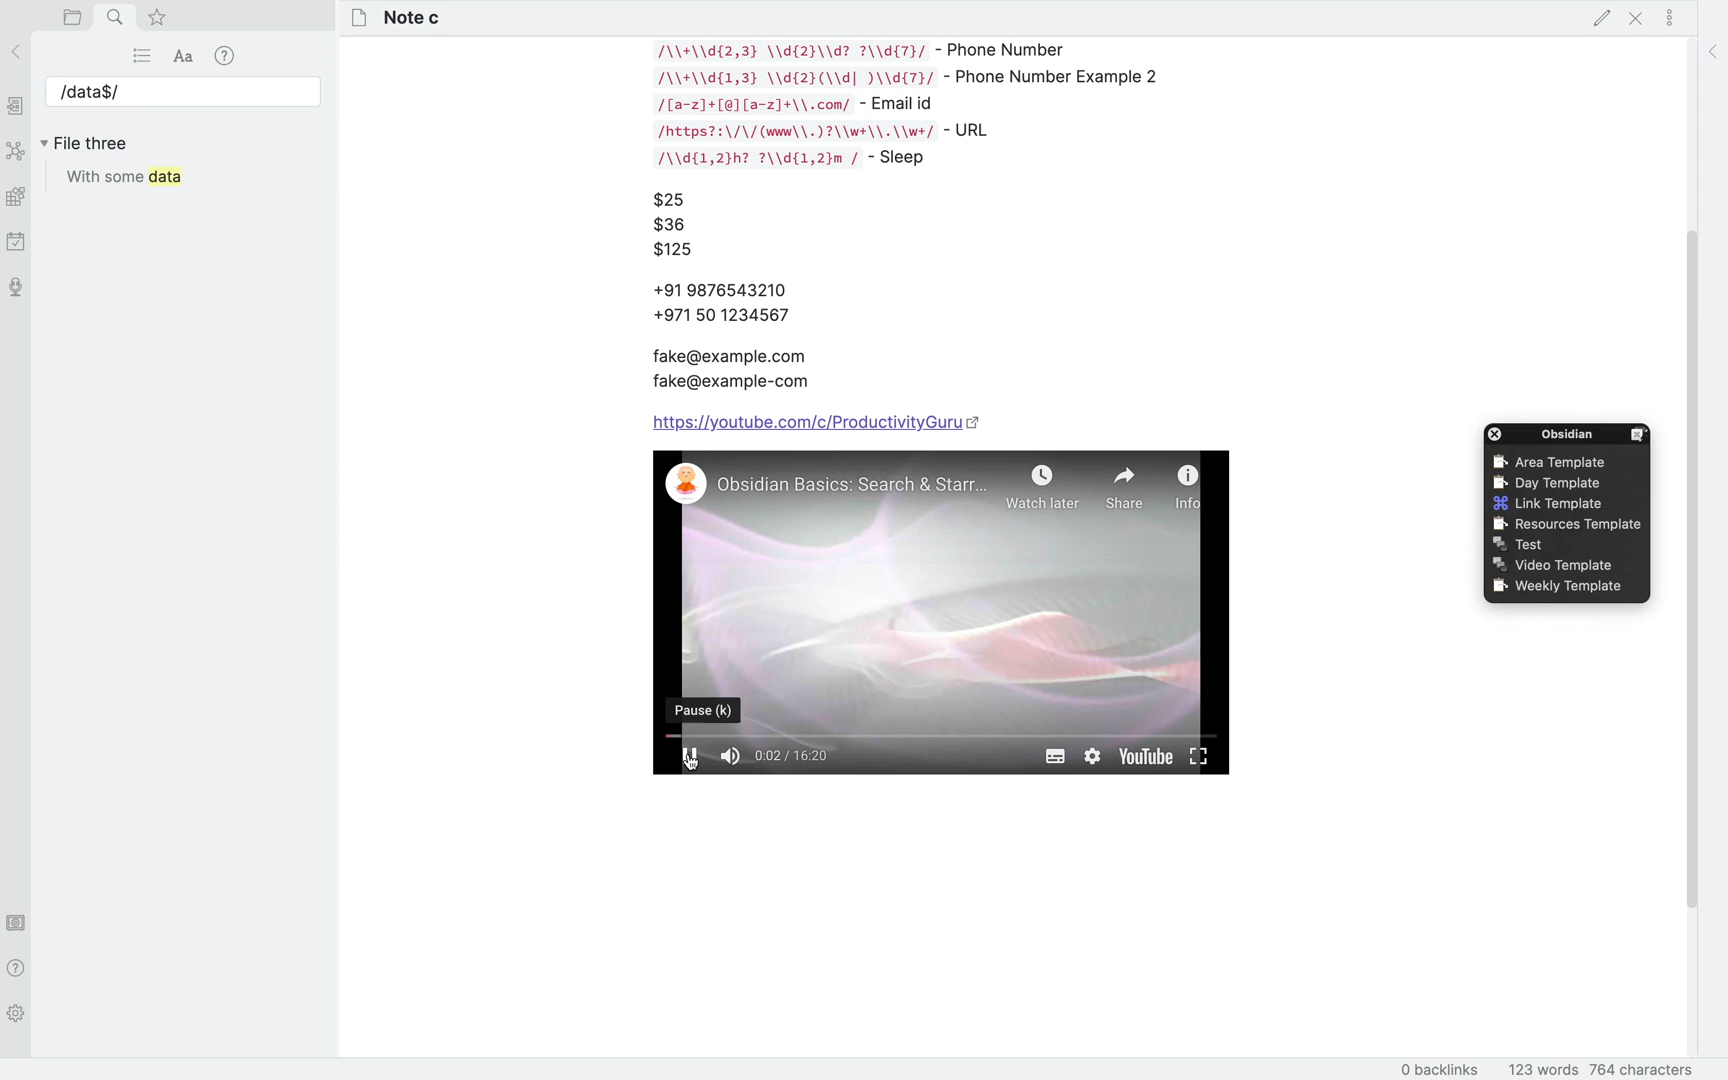 Note c
Aa
/data$/
File three
With some data
/\\+\\d{2,3} \\d{2}\\d? ?\\d{7}/ - Phone Number
/\\+\\d{1,3} \\d{2}(\\d| )\\d{7}/ - Phone Number Example 2
/[a-z]+[@][a-z]+\\.com/ - Email id
/https?:\/\/(www\\.)?\\w+\\.\\w+/ - URL
/\\d{1,2}h? ?\\d{1,2}m / - Sleep
$25
$36
$125
+91 9876543210
+971 50 1234567
fake@example.com
fake@example-com
https://youtube.com/c/ProductivityGuru
Obsidian Basics: Search & Starr...
Watch later
Share
Info
Pause (k)
0:02 / 16:20
YouTube
Obsidian
Area Template
Day Template
Link Template
Resources Template
Test
Video Template
Weekly Template
0 backlinks
123 words 764 characters